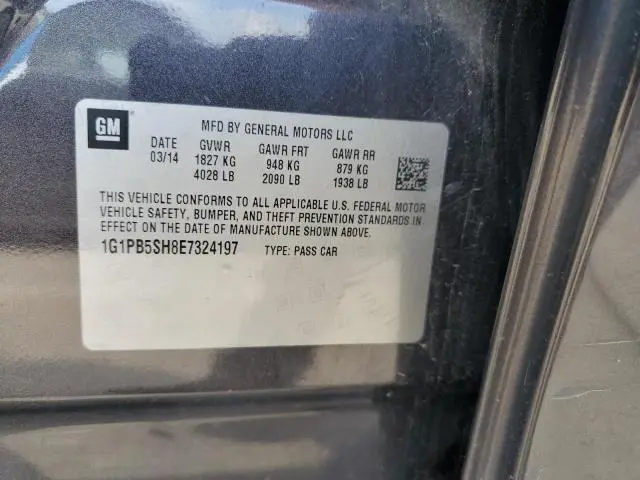 GM
MFD BY GENERAL MOTORS LLC
DATE GVWR GAWR FRT GAWR RR
03/14 1827 KG 948 KG 879 KG
4028 LB 2090 LB 1938 LB
THIS VEHICLE CONFORMS TO ALL APPLICABLE U.S. FEDERAL MOTOR
VEHICLE SAFETY, BUMPER, AND THEFT PREVENTION STANDARDS IN
EFFECT ON THE DATE OF MANUFACTURE SHOWN ABOVE.
1G1PB5SH8E7324197 TYPE: PASS CAR